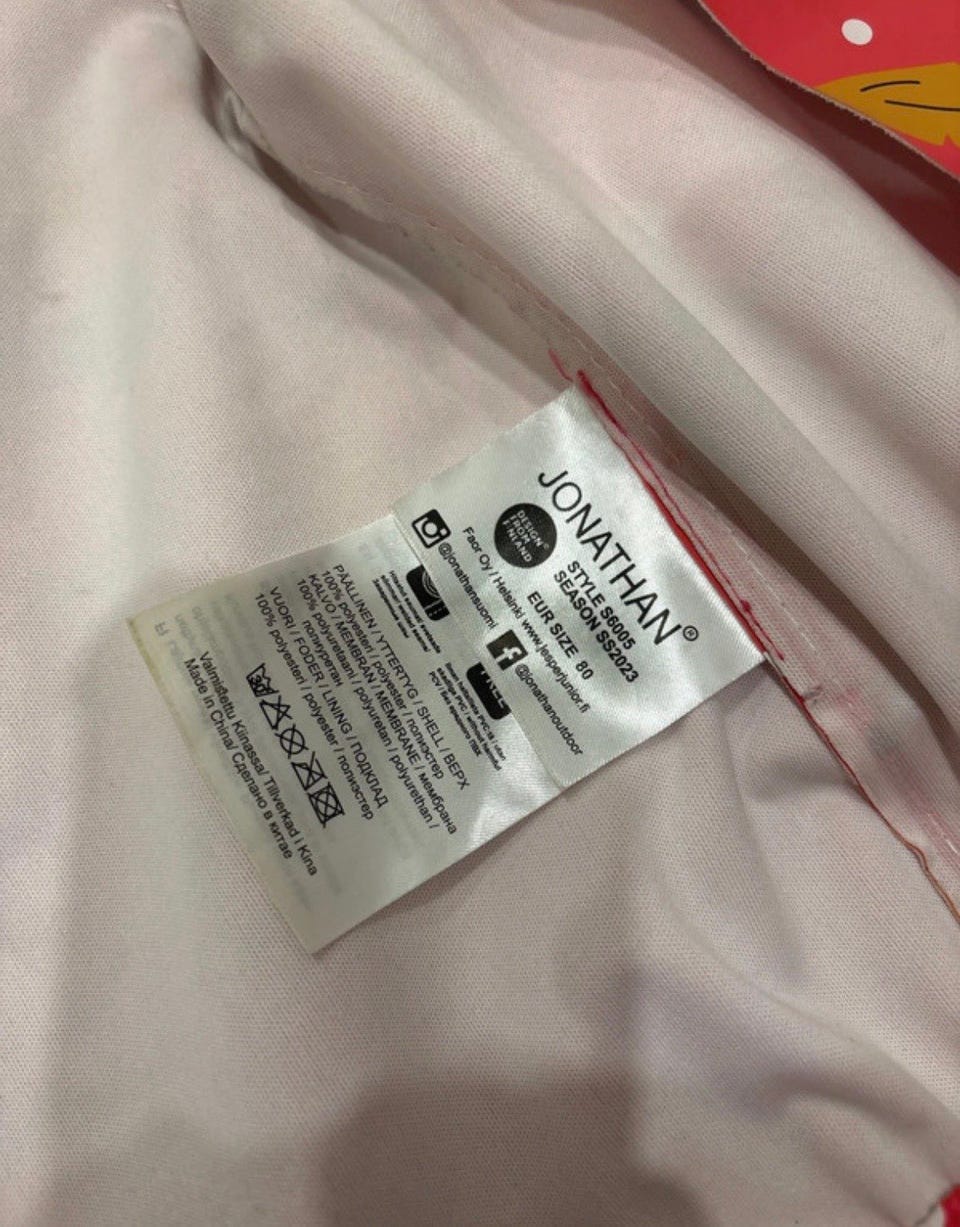 JONATHAN®
DESIGN
FROM
FINLAND
STYLE S6005
SEASON SS2023
EUR SIZE 80
Faor Oy / Helsinki www.jesperjunior.fi
@jonathansuomi
@jonathanoutdoor
PÄÄLLINEN / YTTERTYG / SHELL / ВЕРХ
100% polyesteri / polyester / полиэстер
KALVO / MEMBRAN / MEMBRANE / мембрана
100% polyuretaani / polyuretan / polyurethan /
полиуретан
VUORI / FODER / LINING / ПОДКЛАД
100% polyesteri / polyester / полиэстер
30
Valmistettu Kiinassa/ Tillverkad i Kina
Made in China/ Сделано в китае